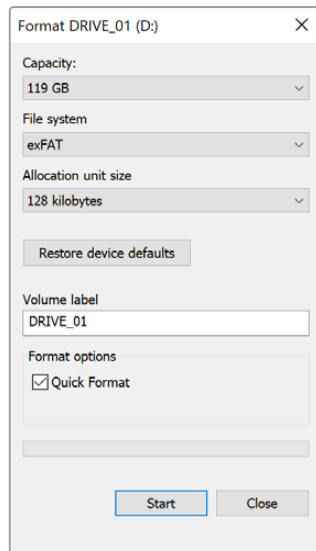 Format DRIVE_01 (D:)
Capacity:
119 GB
File system
exFAT
Allocation unit size
128 kilobytes
Restore device defaults
Volume label
DRIVE_01
Format options
Quick Format
Start Close